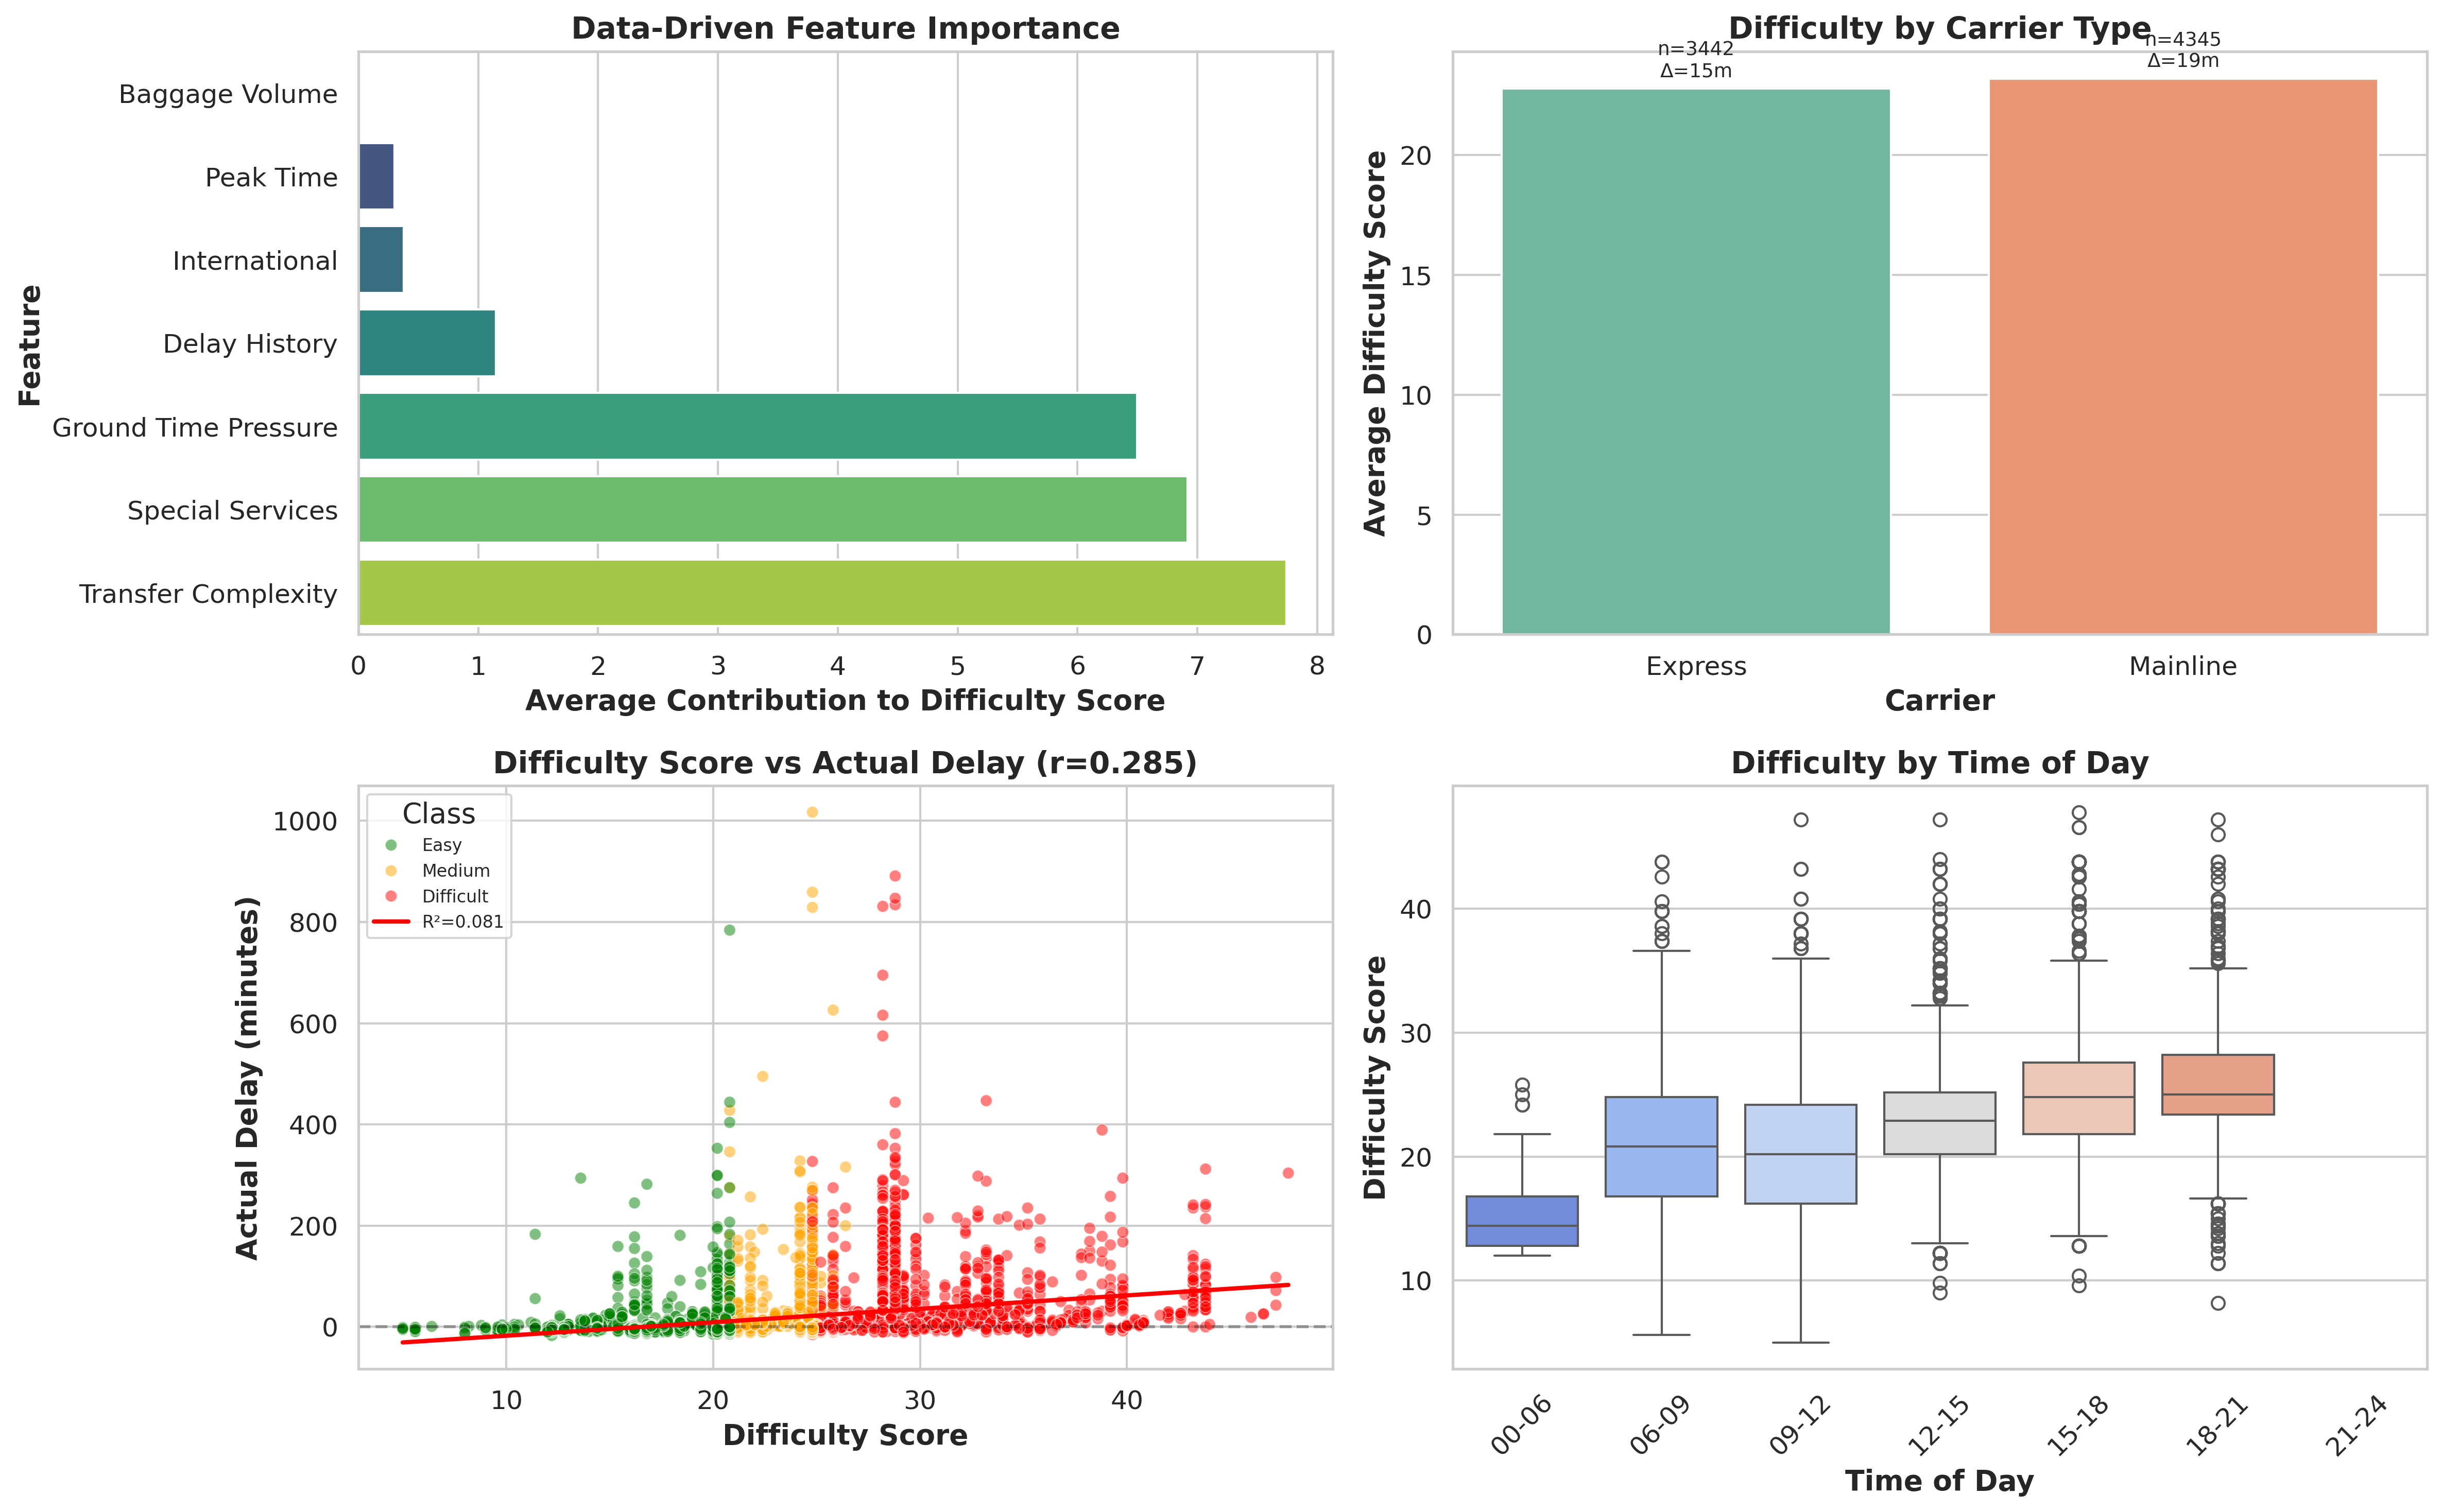 Data-Driven Feature Importance
Feature
Baggage Volume
Peak Time
International
Delay History
Ground Time Pressure
Special Services
Transfer Complexity
0 1 2 3 4 5 6 7 8
Average Contribution to Difficulty Score
Difficulty by Carrier Type
n=3442
Δ=15m
n=4345
Δ=19m
Average Difficulty Score
20
15
10
5
0
Express Mainline
Carrier
Difficulty Score vs Actual Delay (r=0.285)
Class
Easy
Medium
Difficult
R²=0.081
Actual Delay (minutes)
1000
800
600
400
200
0
10 20 30 40
Difficulty Score
Difficulty by Time of Day
Difficulty Score
40
30
20
10
00-06 06-09 09-12 12-15 15-18 18-21 21-24
Time of Day